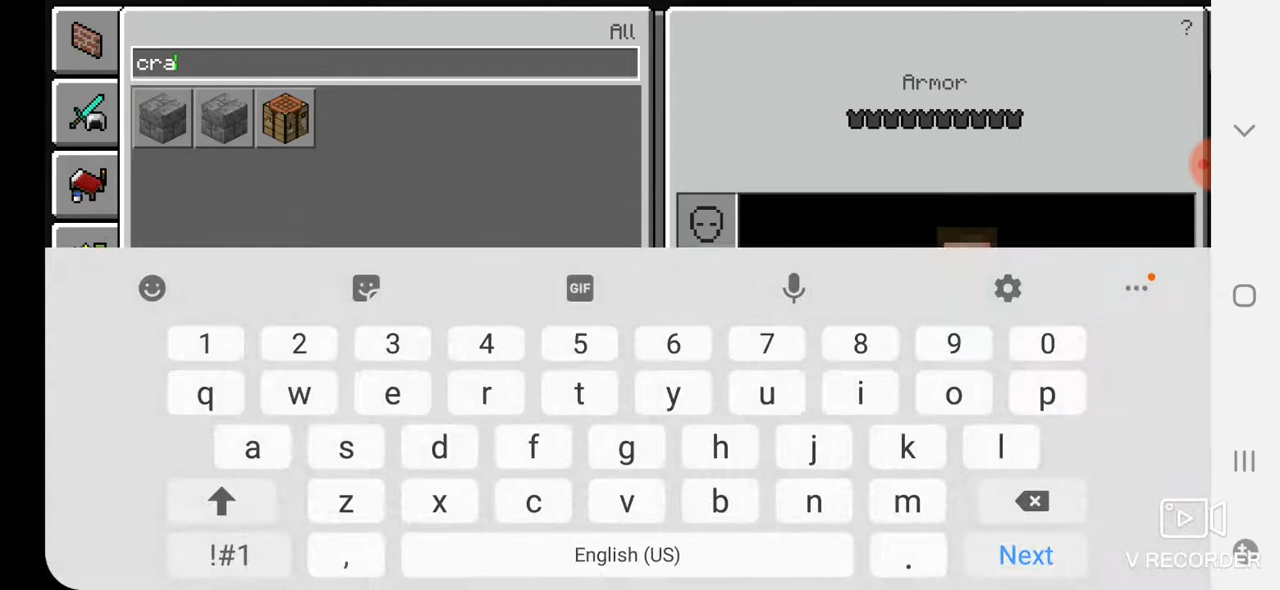 All
cra
?
Armor
GIF
1 2 3 4 5 6 7 8 9 0
q w e r t y u i o p
a s d f g h j k l
z x c v b n m
!#1 , English (US) . Next
V RECORDER